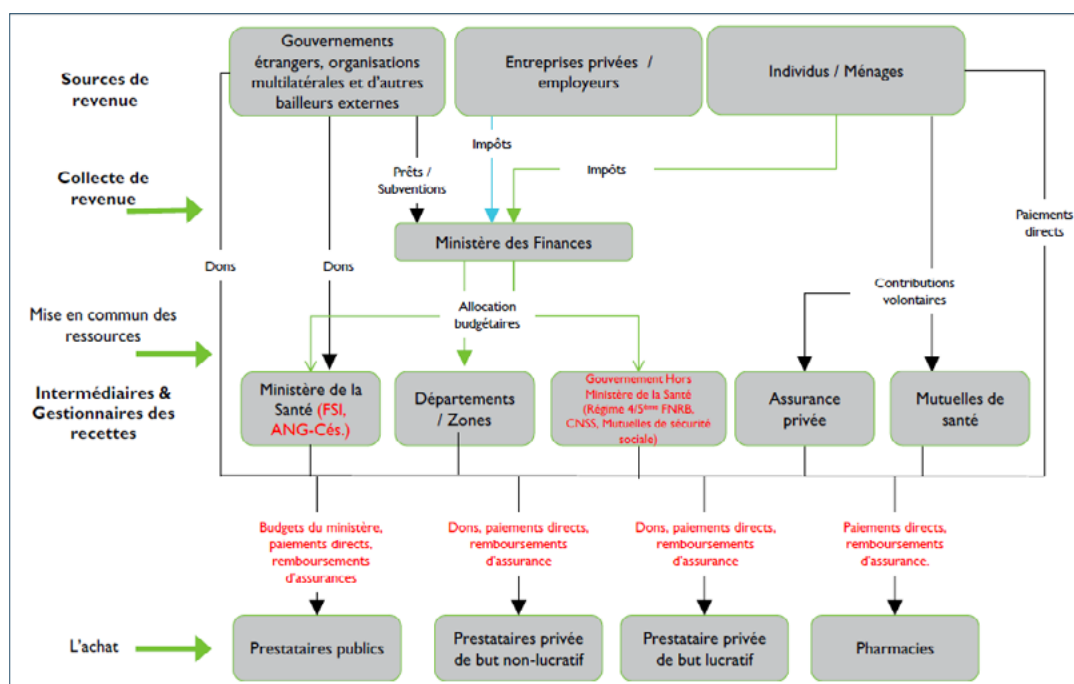 Gouvernements
étrangers, organisations
multilatérales et d'autres
bailleurs externes
Entreprises privées /
employeurs
Individus / Ménages
Sources de
revenue
Impôts
Prêts /
Subventions
Impôts
Collecte de
revenue
Paiements
directs
Ministère des Finances
Dons
Dons
Contributions
volontaires
Allocation
budgétaires
Mise en commun des
ressources
Intermédiaires &
Gestionnaires des
recettes
Ministère de la
Santé (FSI,
ANG-Cés.)
Départements
/ Zones
Gouvernement Hors
Ministère de la Santé
(Régime 4/5ème FNRB.
CNSS, Mutuelles de sécurité
sociale)
Assurance
privée
Mutuelles de
santé
Budgets du ministère,
paiements directs,
remboursements
d'assurances
Dons, paiements directs,
remboursements
d'assurance
Dons, paiements directs,
remboursements
d'assurance
Paiements directs,
remboursements
d'assurance.
L'achat
Prestataires publics
Prestataires privée
de but non-lucratif
Prestataire privée
de but lucratif
Pharmacies